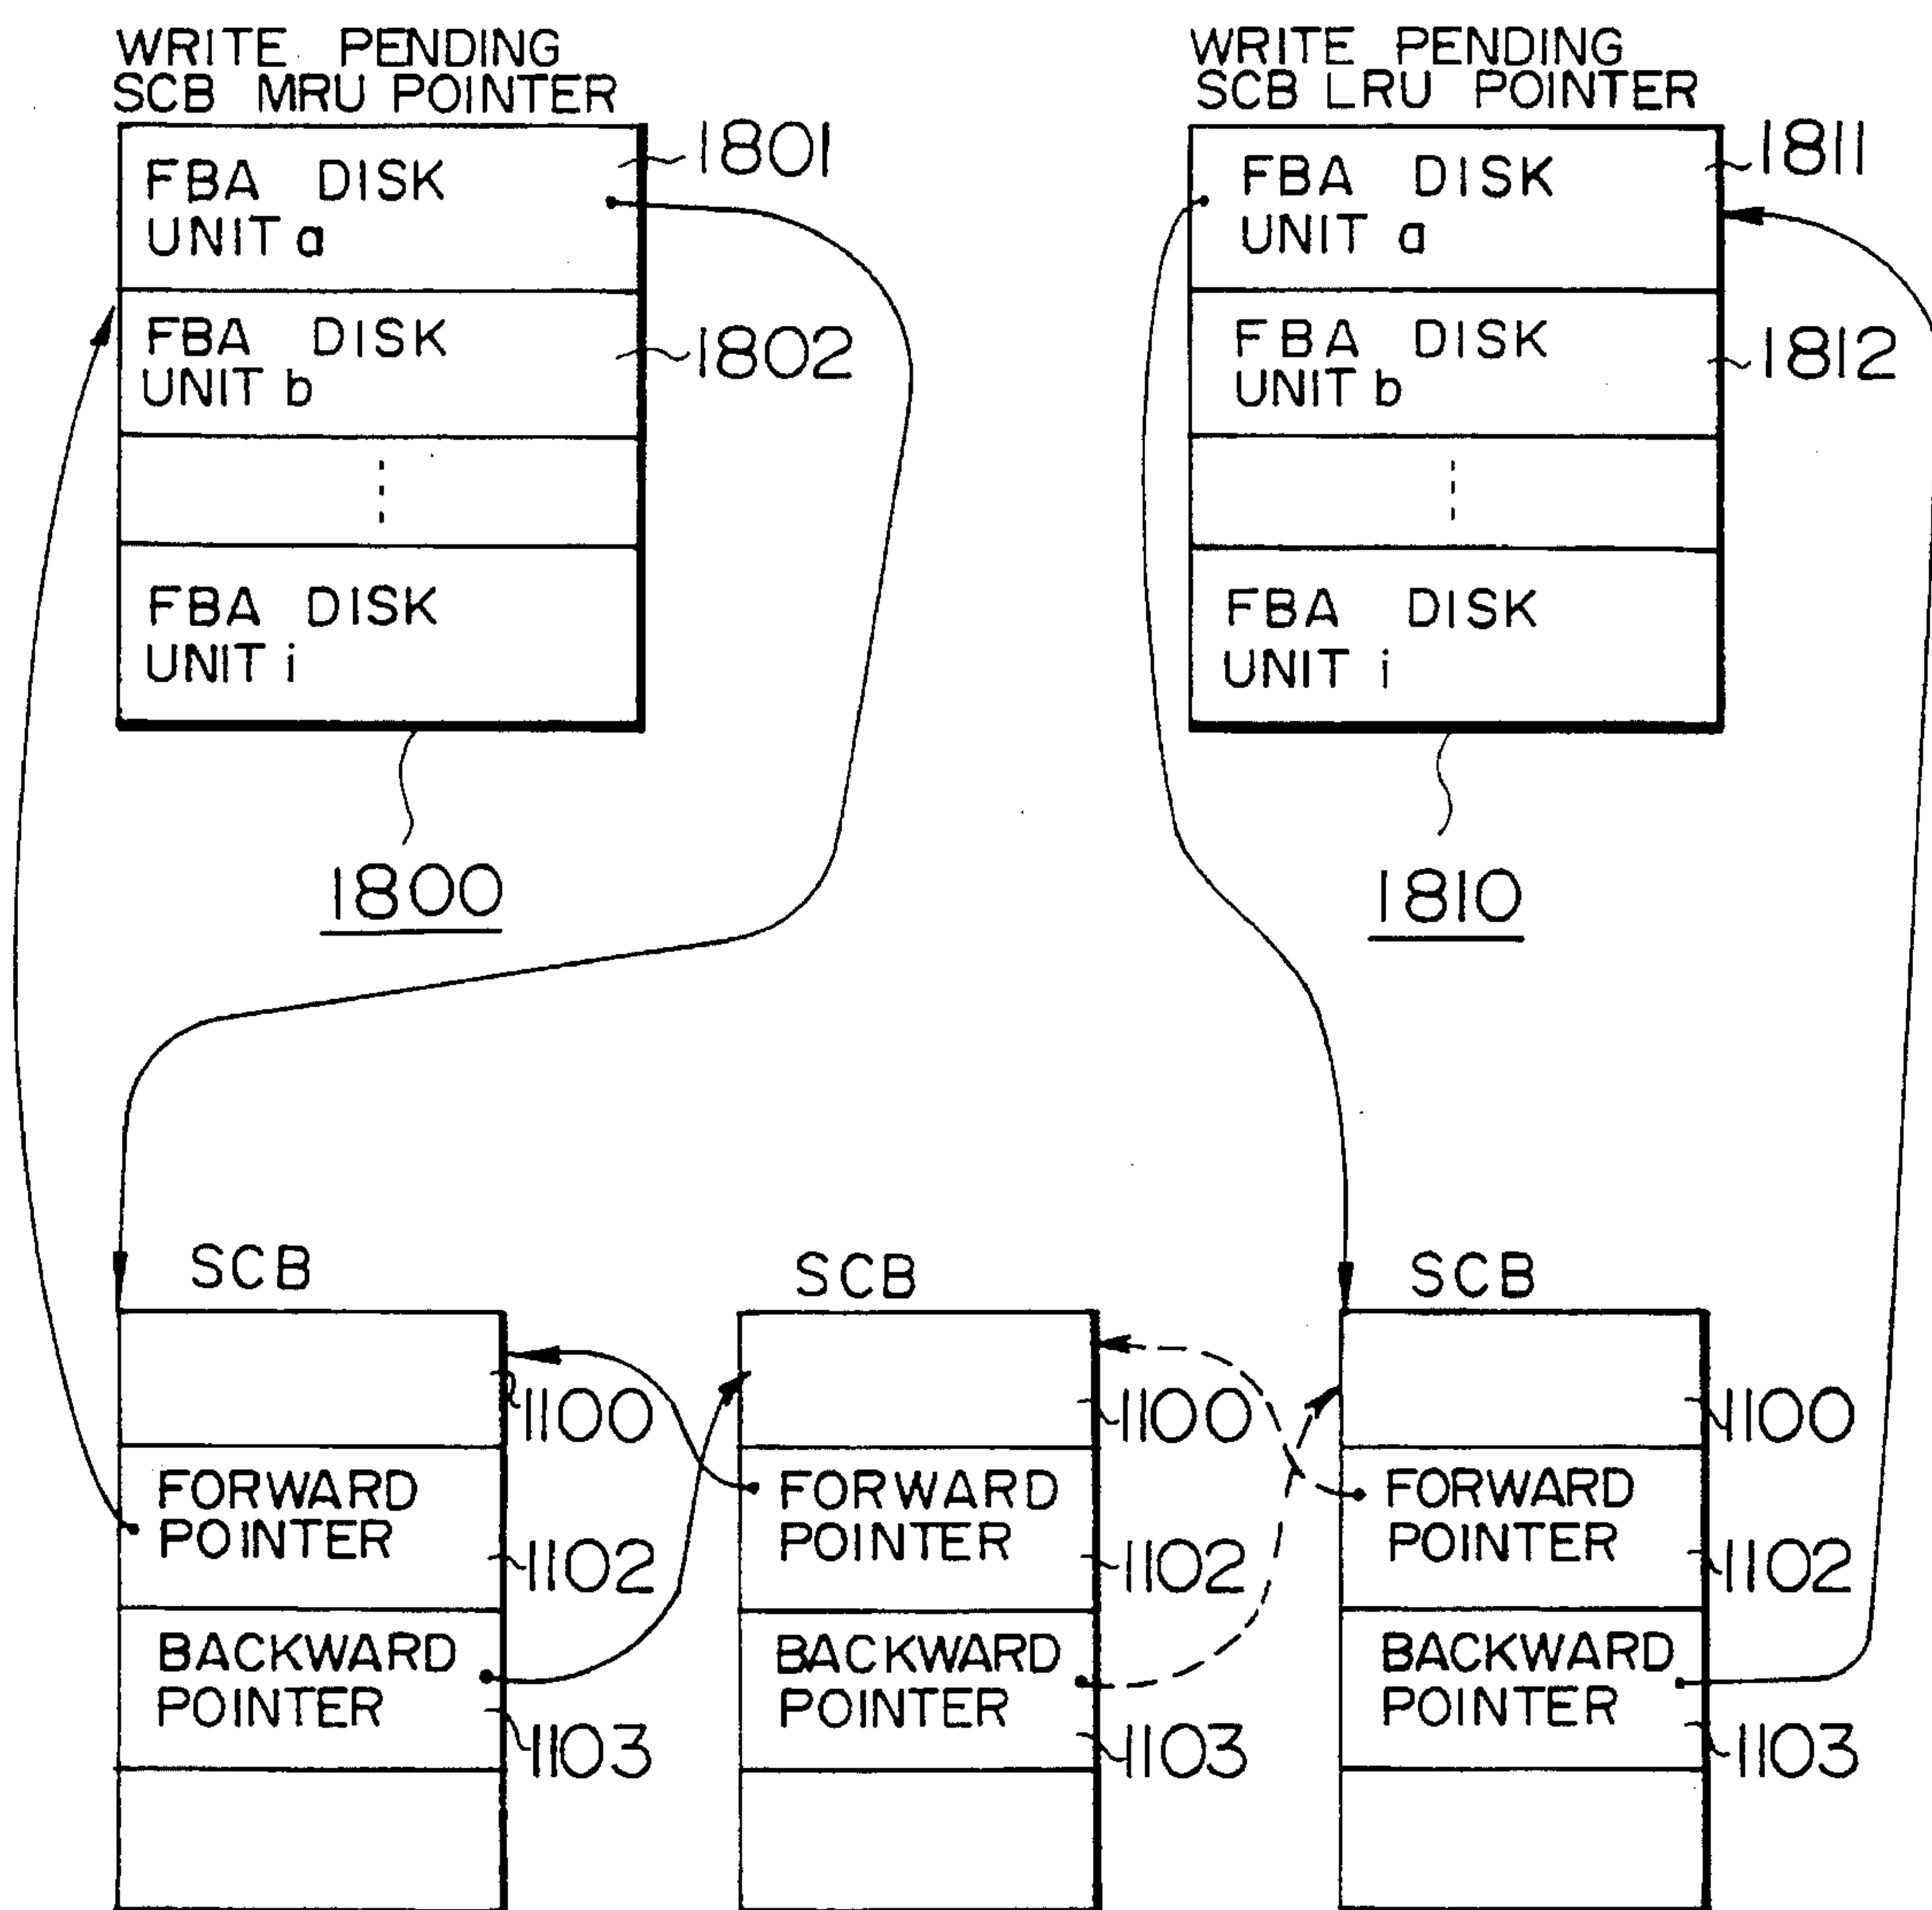 WRITE PENDING
SCB MRU POINTER
FBA DISK
UNIT a
1801
FBA DISK
UNIT b
1802
FBA DISK
UNIT i
1800
WRITE PENDING
SCB LRU POINTER
FBA DISK
UNIT a
1811
FBA DISK
UNIT b
1812
FBA DISK
UNIT i
1810
SCB
1100
FORWARD
POINTER
1102
BACKWARD
POINTER
1103
SCB
1100
FORWARD
POINTER
1102
BACKWARD
POINTER
1103
SCB
1100
FORWARD
POINTER
1102
BACKWARD
POINTER
1103